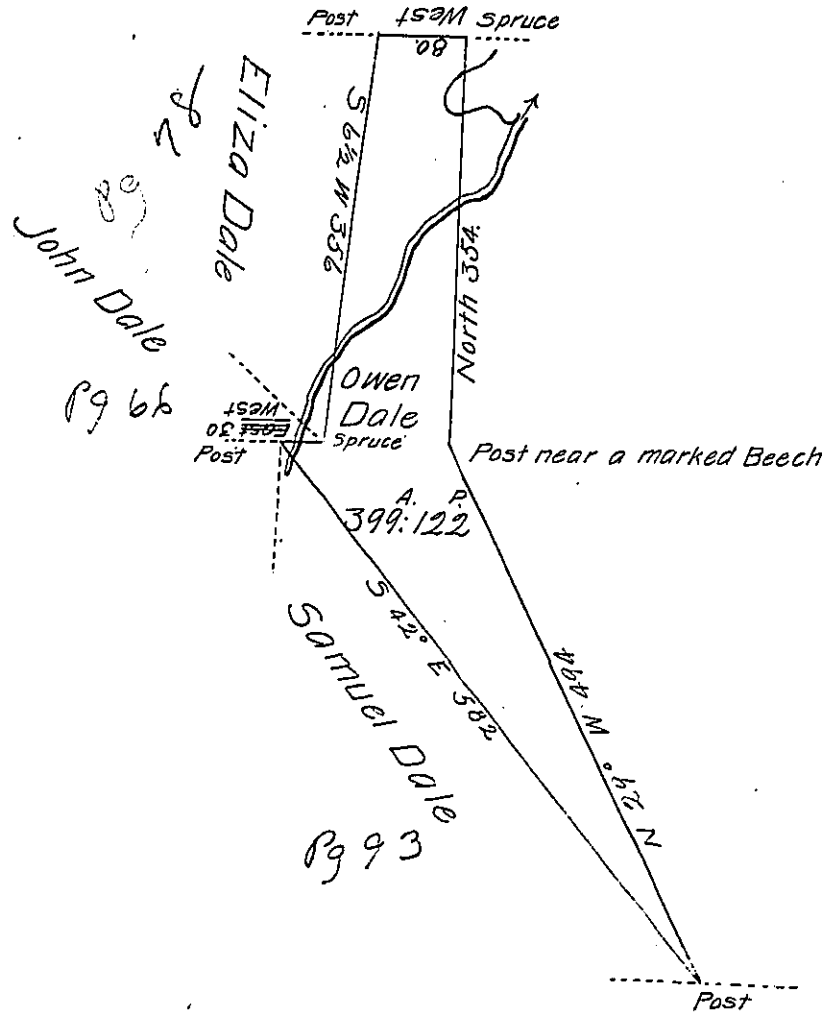 Post West Spruce
80.
Eliza Dale
Pg 78
S 6½ W 356
North 354.
John Dale
Pg 66
Owen
Dale
West
East 30
Post
Spruce
Post near a marked Beech
A. P.
399:122
S 42° E 582
N 24° W 494
Samuel Dale
Pg 93
Post